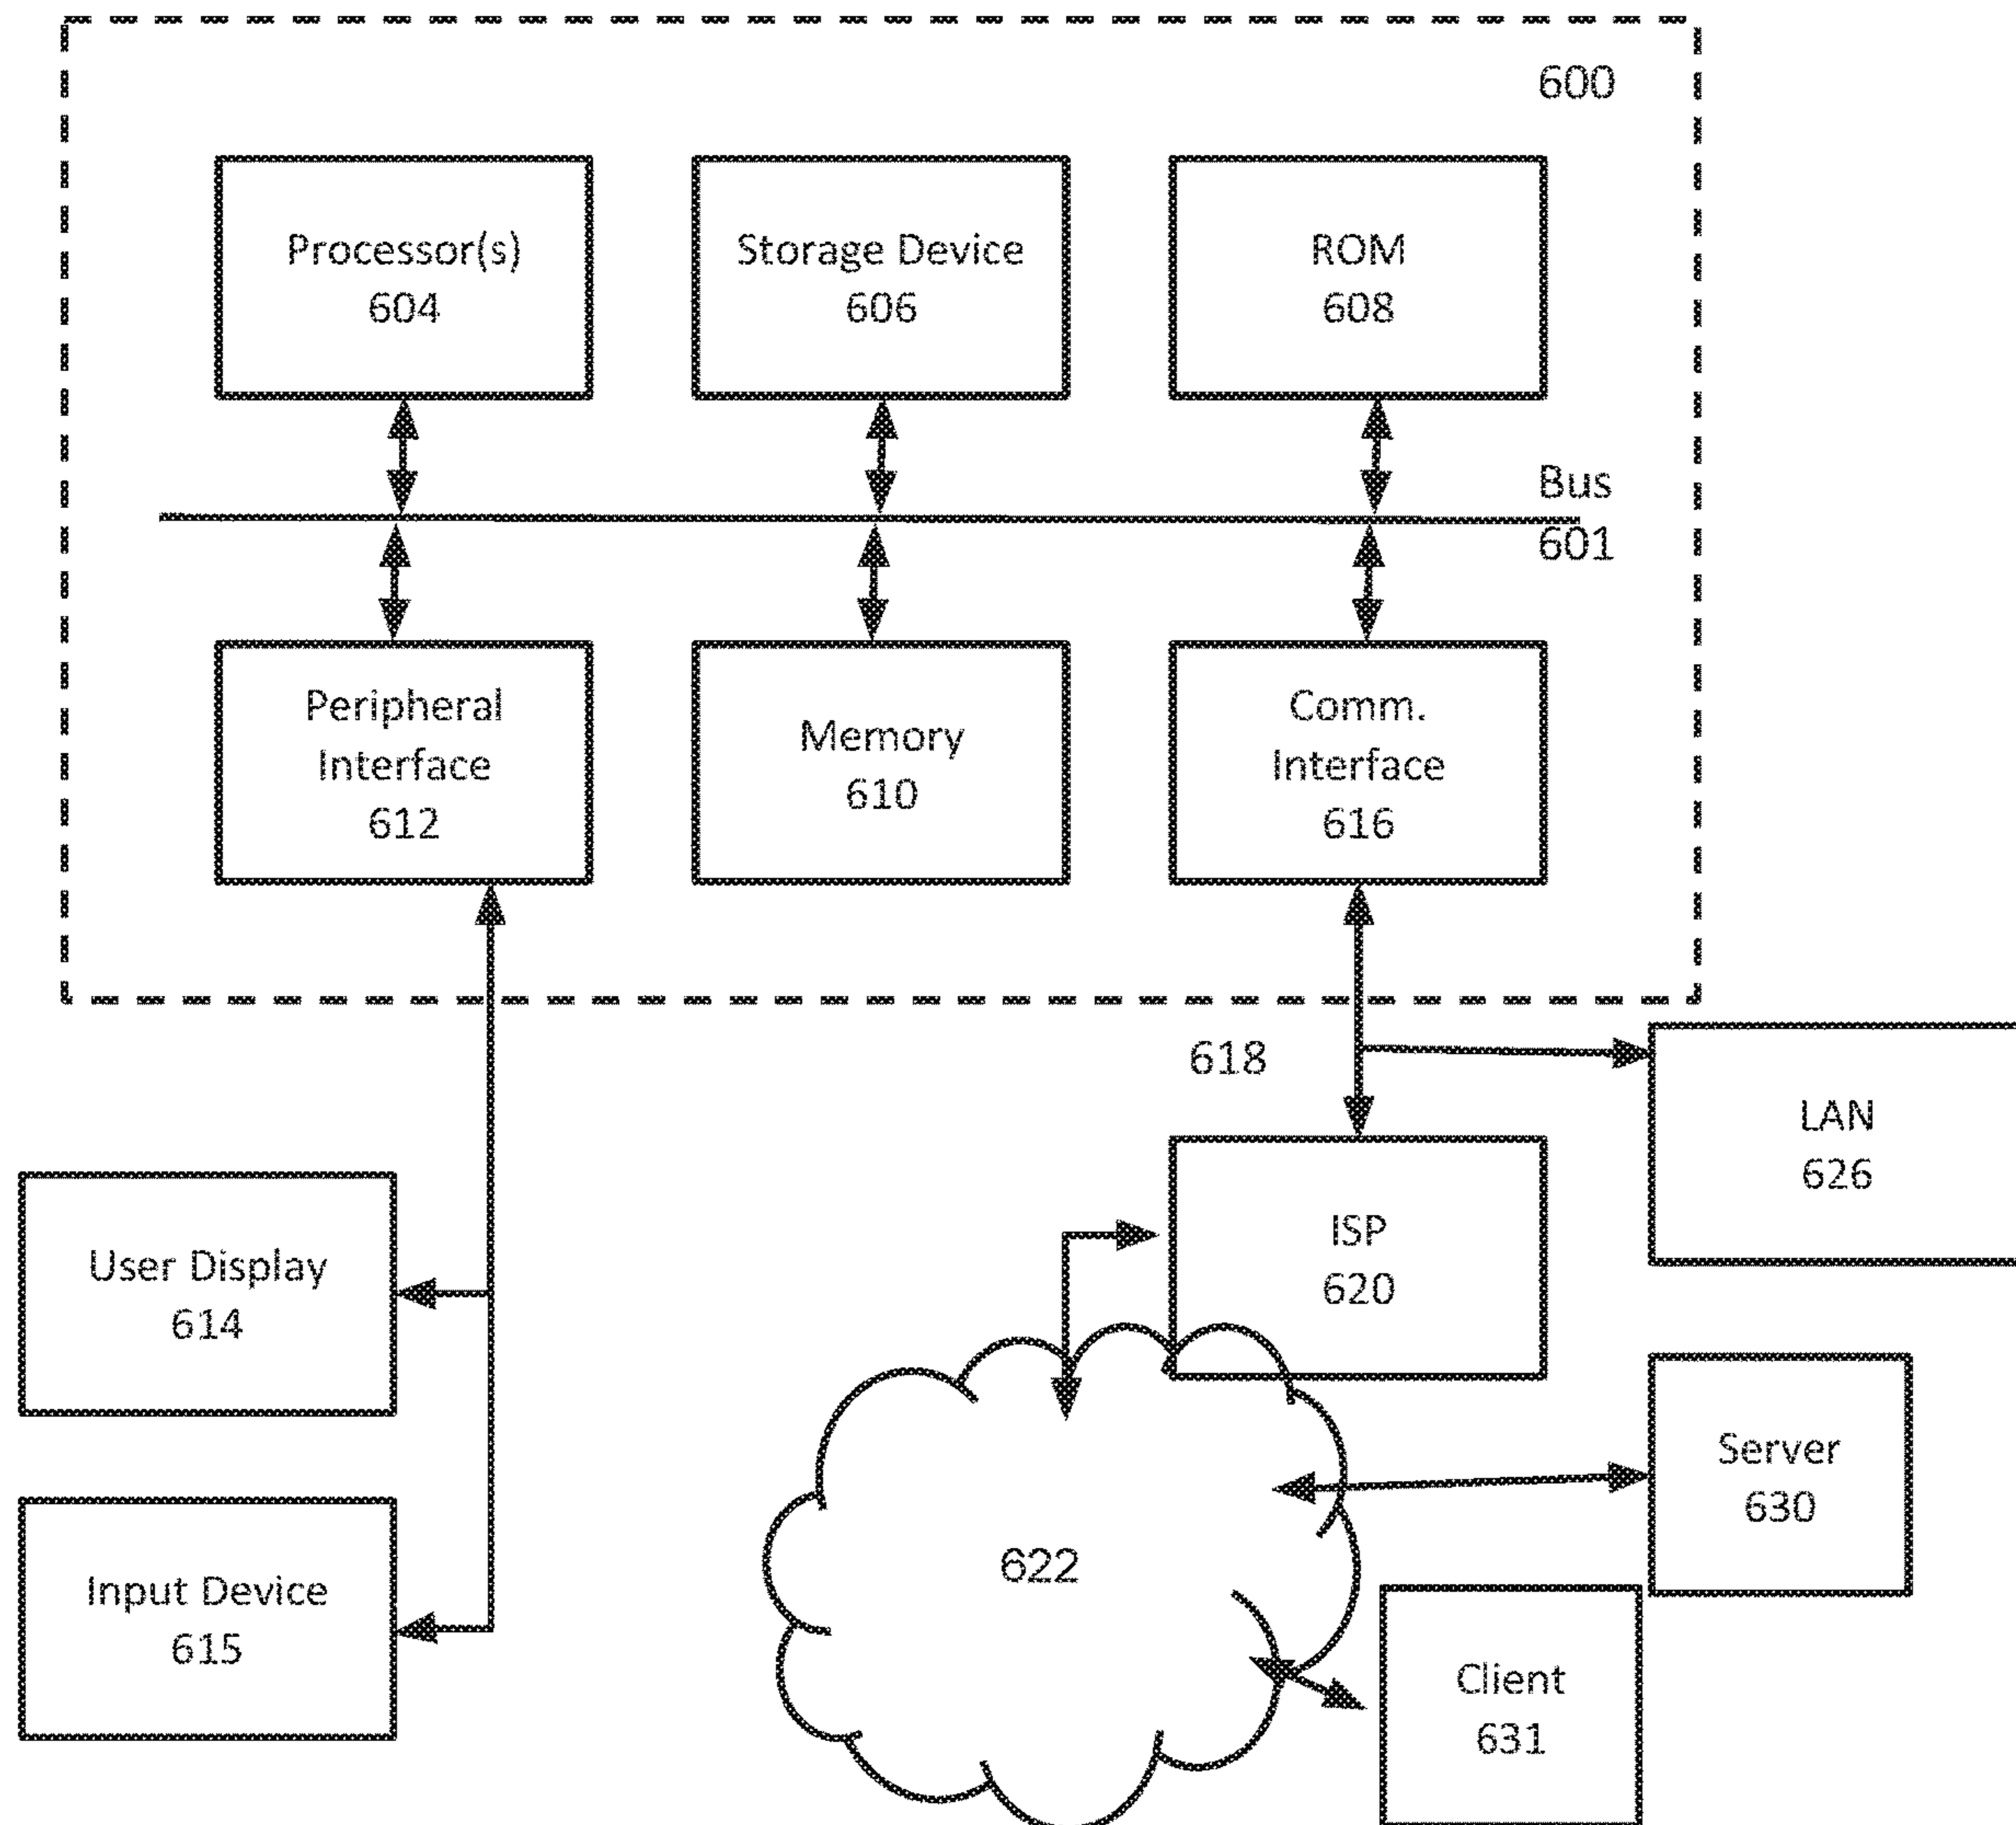 600
Processor(s)
604
Storage Device
606
ROM
608
Bus
601
Peripheral
Interface
612
Memory
610
Comm.
Interface
616
618
LAN
626
User Display
614
ISP
620
Server
630
Input Device
615
622
Client
631